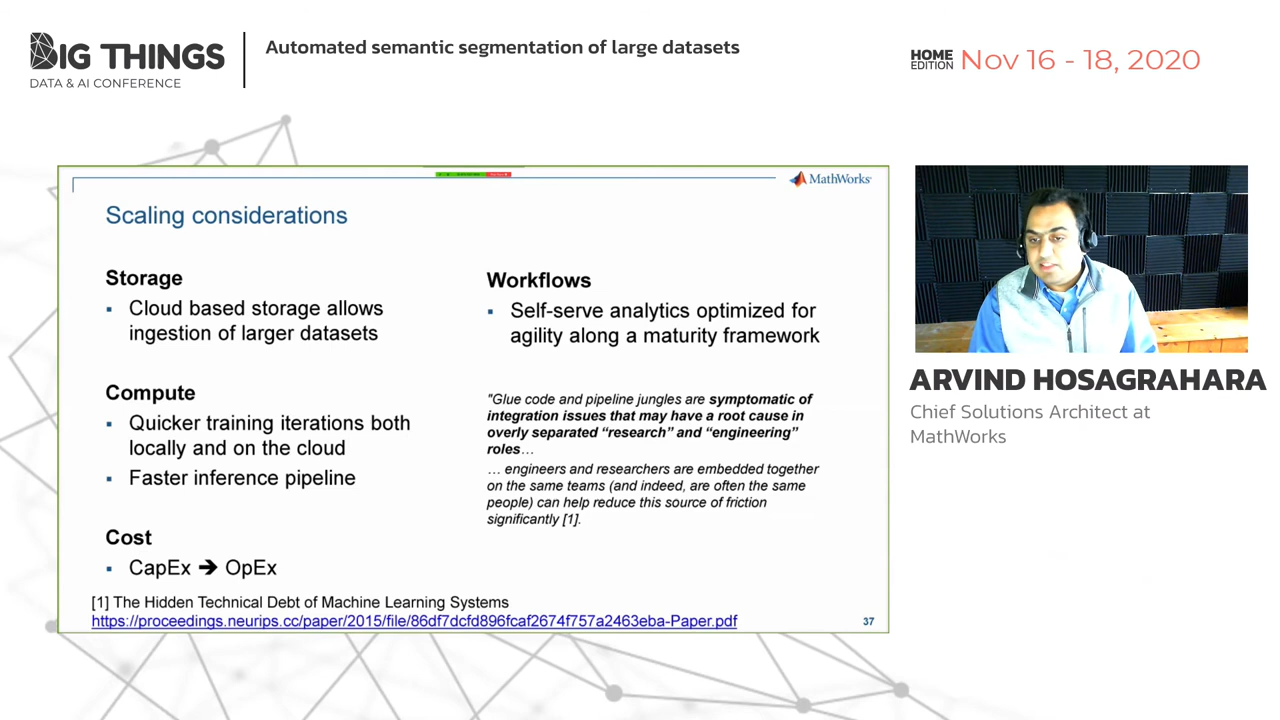 BIG THINGS
DATA & AI CONFERENCE
Automated semantic segmentation of large datasets
HOME
EDITION
Nov 16 - 18, 2020
MathWorks
Scaling considerations
Storage
▪ Cloud based storage allows
ingestion of larger datasets
Compute
▪ Quicker training iterations both
locally and on the cloud
▪ Faster inference pipeline
Cost
▪ CapEx ➔ OpEx
Workflows
▪ Self-serve analytics optimized for
agility along a maturity framework
"Glue code and pipeline jungles are symptomatic of
integration issues that may have a root cause in
overly separated “research” and “engineering”
roles…
… engineers and researchers are embedded together
on the same teams (and indeed, are often the same
people) can help reduce this source of friction
significantly [1].
[1] The Hidden Technical Debt of Machine Learning Systems
https://proceedings.neurips.cc/paper/2015/file/86df7dcfd896fcaf2674f757a2463eba-Paper.pdf
37
ARVIND HOSAGRAHARA
Chief Solutions Architect at
MathWorks